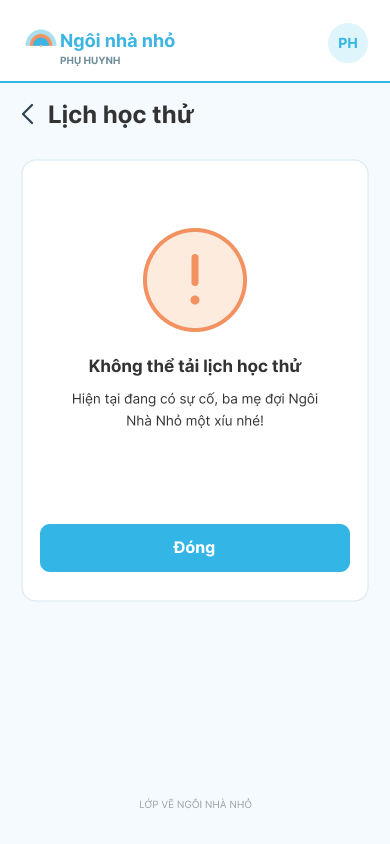 Ngôi nhà nhỏ
PHỤ HUYNH
PH
Lịch học thử
Không thể tải lịch học thử
Hiện tại đang có sự cố, ba mẹ đợi Ngôi
Nhà Nhỏ một xíu nhé!
Đóng
LỚP VẼ NGÔI NHÀ NHỎ